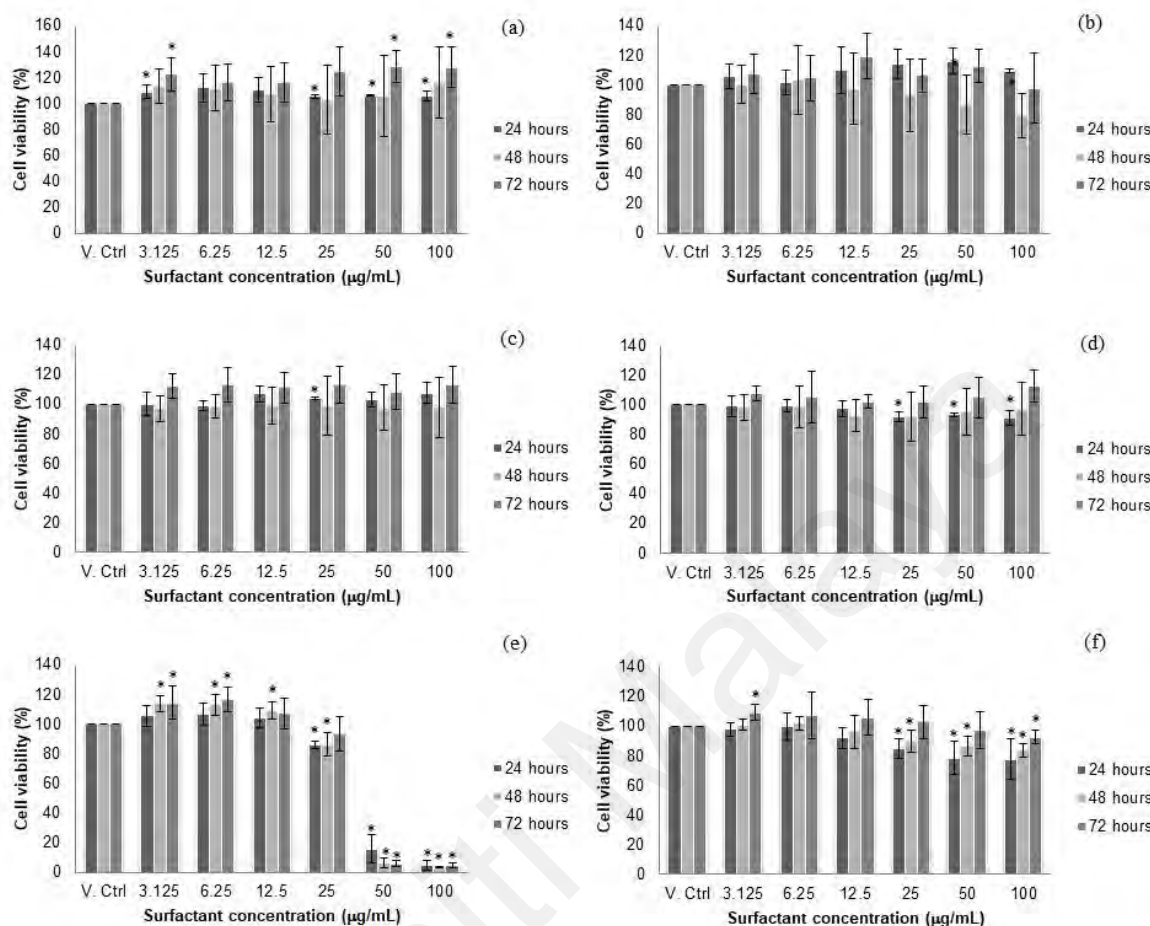 (a)
160
140
120
100
80
60
40
20
0
Cell viability (%)
* * * * * * *
V. Ctrl 3.125 6.25 12.5 25 50 100
Surfactant concentration (µg/mL)
24 hours
48 hours
72 hours
(b)
140
120
100
80
60
40
20
0
Cell viability (%)
* *
V. Ctrl 3.125 6.25 12.5 25 50 100
Surfactant concentration (µg/mL)
24 hours
48 hours
72 hours
(c)
140
120
100
80
60
40
20
0
Cell viability (%)
*
V. Ctrl 3.125 6.25 12.5 25 50 100
Surfactant concentration (µg/mL)
24 hours
48 hours
72 hours
(d)
140
120
100
80
60
40
20
0
Cell viability (%)
* * *
V. Ctrl 3.125 6.25 12.5 25 50 100
Surfactant concentration (µg/mL)
24 hours
48 hours
72 hours
(e)
140
120
100
80
60
40
20
0
Cell viability (%)
* * * * * * * * * * * * *
V. Ctrl 3.125 6.25 12.5 25 50 100
Surfactant concentration (µg/mL)
24 hours
48 hours
72 hours
(f)
140
120
100
80
60
40
20
0
Cell viability (%)
* * * * * * * *
V. Ctrl 3.125 6.25 12.5 25 50 100
Surfactant concentration (µg/mL)
24 hours
48 hours
72 hours
iti Malaya